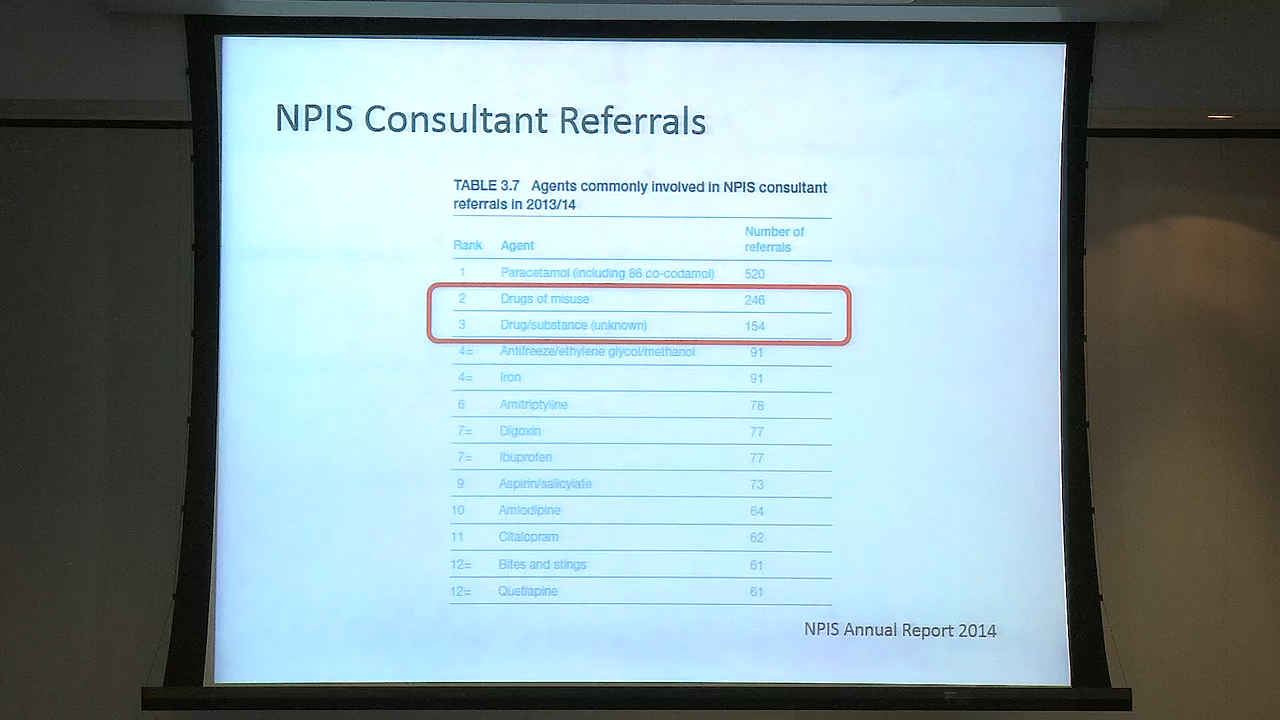 NPIS Consultant Referrals
TABLE 3.7 Agents commonly involved in NPIS consultant
referrals in 2013/14
Rank Agent Number of
referrals
1 Paracetamol (including 86 co-codamol) 520
2 Drugs of misuse 246
3 Drug/substance (unknown) 154
4= Antifreeze/ethylene glycol/methanol 91
4= Iron 91
6 Amitriptyline 78
7= Digoxin 77
7= Ibuprofen 77
9 Aspirin/salicylate 73
10 Amlodipine 64
11 Citalopram 62
12= Bites and stings 61
12= Quetiapine 61
NPIS Annual Report 2014